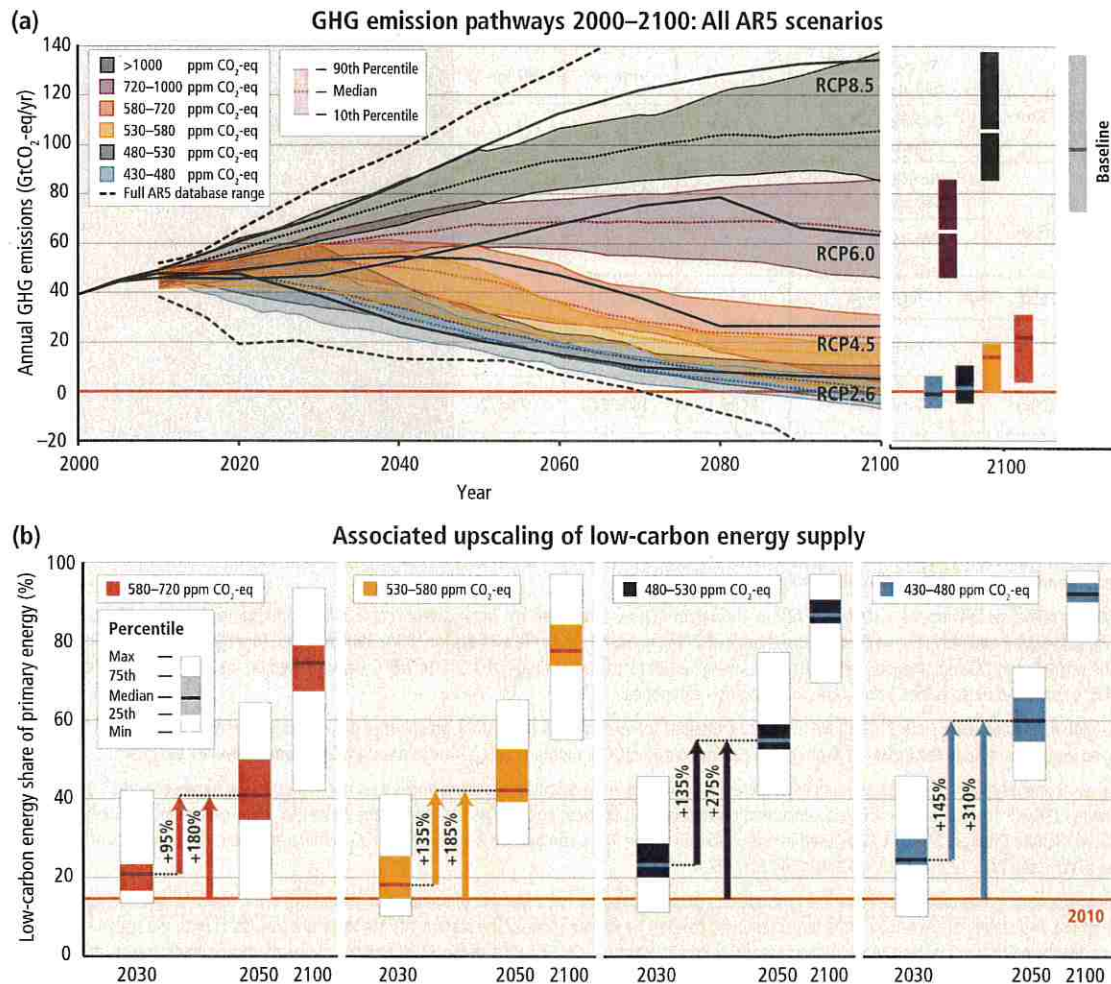 (a) GHG emission pathways 2000–2100: All AR5 scenarios
Annual GHG emissions (GtCO₂-eq/yr)
140
120
100
80
60
40
20
0
−20
>1000 ppm CO₂-eq
720–1000 ppm CO₂-eq
580–720 ppm CO₂-eq
530–580 ppm CO₂-eq
480–530 ppm CO₂-eq
430–480 ppm CO₂-eq
Full AR5 database range
90th Percentile
Median
10th Percentile
RCP8.5
RCP6.0
RCP4.5
RCP2.6
Baseline
2000 2020 2040 2060 2080 2100 2100
Year
(b) Associated upscaling of low-carbon energy supply
Low-carbon energy share of primary energy (%)
100
80
60
40
20
0
580–720 ppm CO₂-eq
530–580 ppm CO₂-eq
480–530 ppm CO₂-eq
430–480 ppm CO₂-eq
Percentile
Max
75th
Median
25th
Min
+95%
+180%
+135%
+185%
+135%
+275%
+145%
+310%
2010
2030 2050 2100 2030 2050 2100 2030 2050 2100 2030 2050 2100